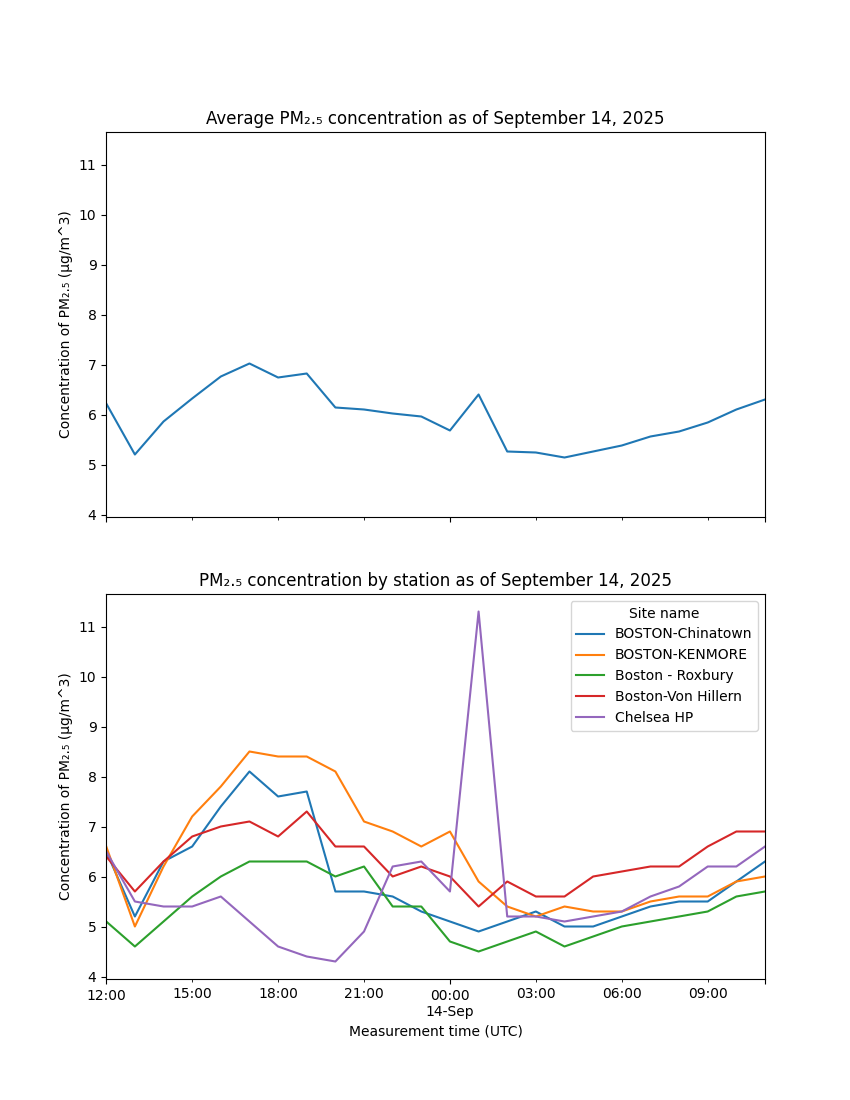 Average PM₂.₅ concentration as of September 14, 2025
Concentration of PM₂.₅ (µg/m^3)
11
10
9
8
7
6
5
4
PM₂.₅ concentration by station as of September 14, 2025
Concentration of PM₂.₅ (µg/m^3)
11
10
9
8
7
6
5
4
Site name
BOSTON-Chinatown
BOSTON-KENMORE
Boston - Roxbury
Boston-Von Hillern
Chelsea HP
12:00 15:00 18:00 21:00 00:00 03:00 06:00 09:00
14-Sep
Measurement time (UTC)